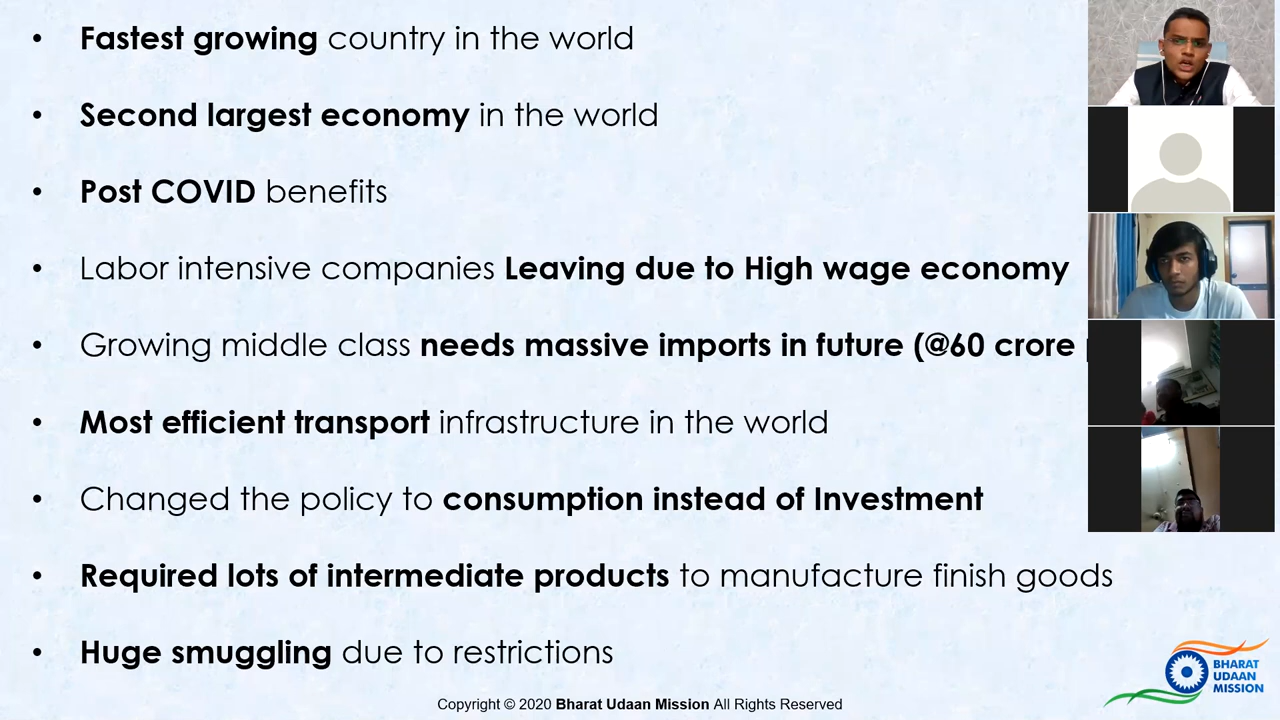 • Fastest growing country in the world
• Second largest economy in the world
• Post COVID benefits
• Labor intensive companies Leaving due to High wage economy
• Growing middle class needs massive imports in future (@60 crore
• Most efficient transport infrastructure in the world
• Changed the policy to consumption instead of Investment
• Required lots of intermediate products to manufacture finish goods
• Huge smuggling due to restrictions
BHARAT
UDAAN
MISSION
Copyright © 2020 Bharat Udaan Mission All Rights Reserved